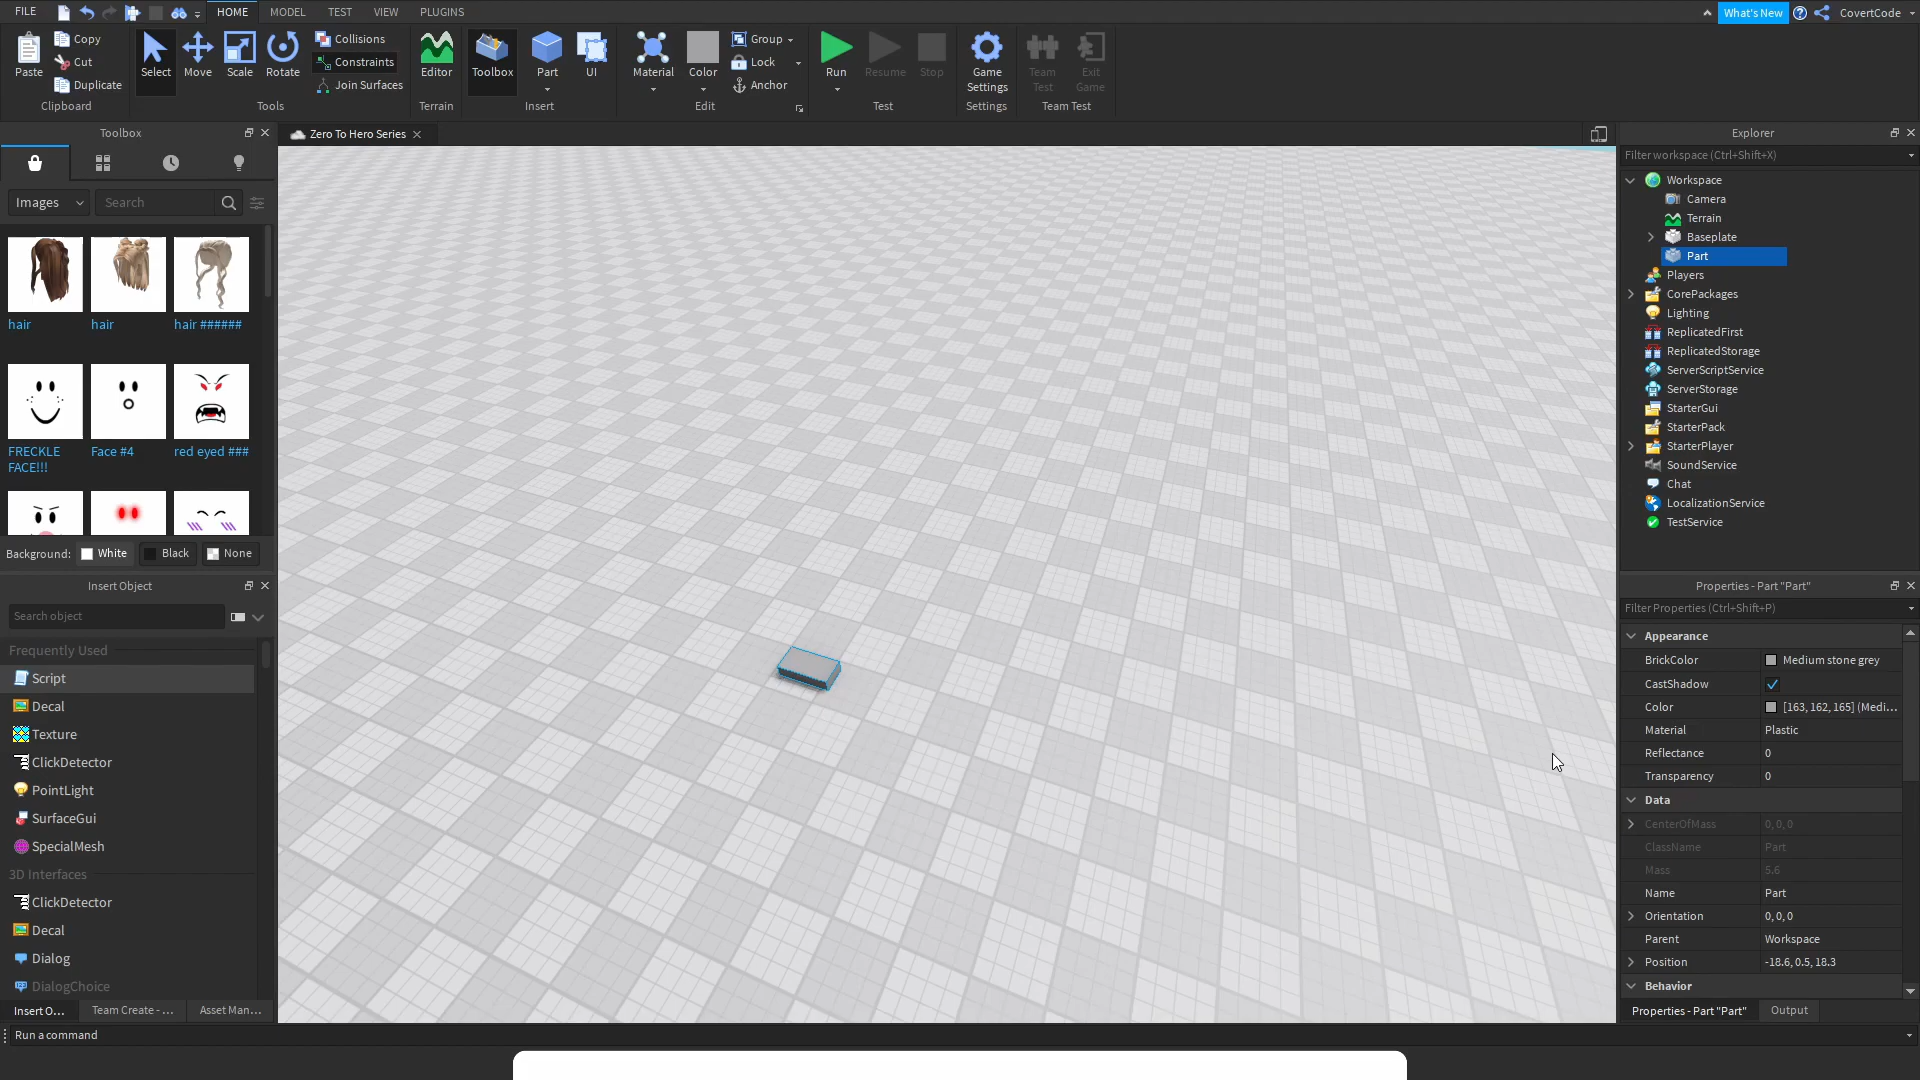 FILE HOME MODEL TEST VIEW PLUGINS What's New CovertCode
Paste Copy Cut Duplicate Clipboard
Select Move Scale Rotate Collisions Constraints Join Surfaces Tools
Editor Terrain
Toolbox Part UI Insert
Material Color Group Lock Anchor Edit
Run Resume Stop Test
Game Settings Settings
Team Test Exit Game Team Test
Toolbox
Images Search
hair hair hair ######
FRECKLE FACE!!! Face #4 red eyed ###
Background: White Black None
Insert Object
Search object
Frequently Used
Script
Decal
Texture
ClickDetector
PointLight
SurfaceGui
SpecialMesh
3D Interfaces
ClickDetector
Decal
Dialog
DialogChoice
Insert O... Team Create - ... Asset Man...
Run a command
Zero To Hero Series
Explorer
Filter workspace (Ctrl+Shift+X)
Workspace
Camera
Terrain
Baseplate
Part
Players
CorePackages
Lighting
ReplicatedFirst
ReplicatedStorage
ServerScriptService
ServerStorage
StarterGui
StarterPack
StarterPlayer
SoundService
Chat
LocalizationService
TestService
Properties - Part "Part"
Filter Properties (Ctrl+Shift+P)
Appearance
BrickColor Medium stone grey
CastShadow
Color [163, 162, 165] (Medi...
Material Plastic
Reflectance 0
Transparency 0
Data
CenterOfMass 0, 0, 0
ClassName Part
Mass 5.6
Name Part
Orientation 0, 0, 0
Parent Workspace
Position -18.6, 0.5, 18.3
Behavior
Properties - Part "Part" Output